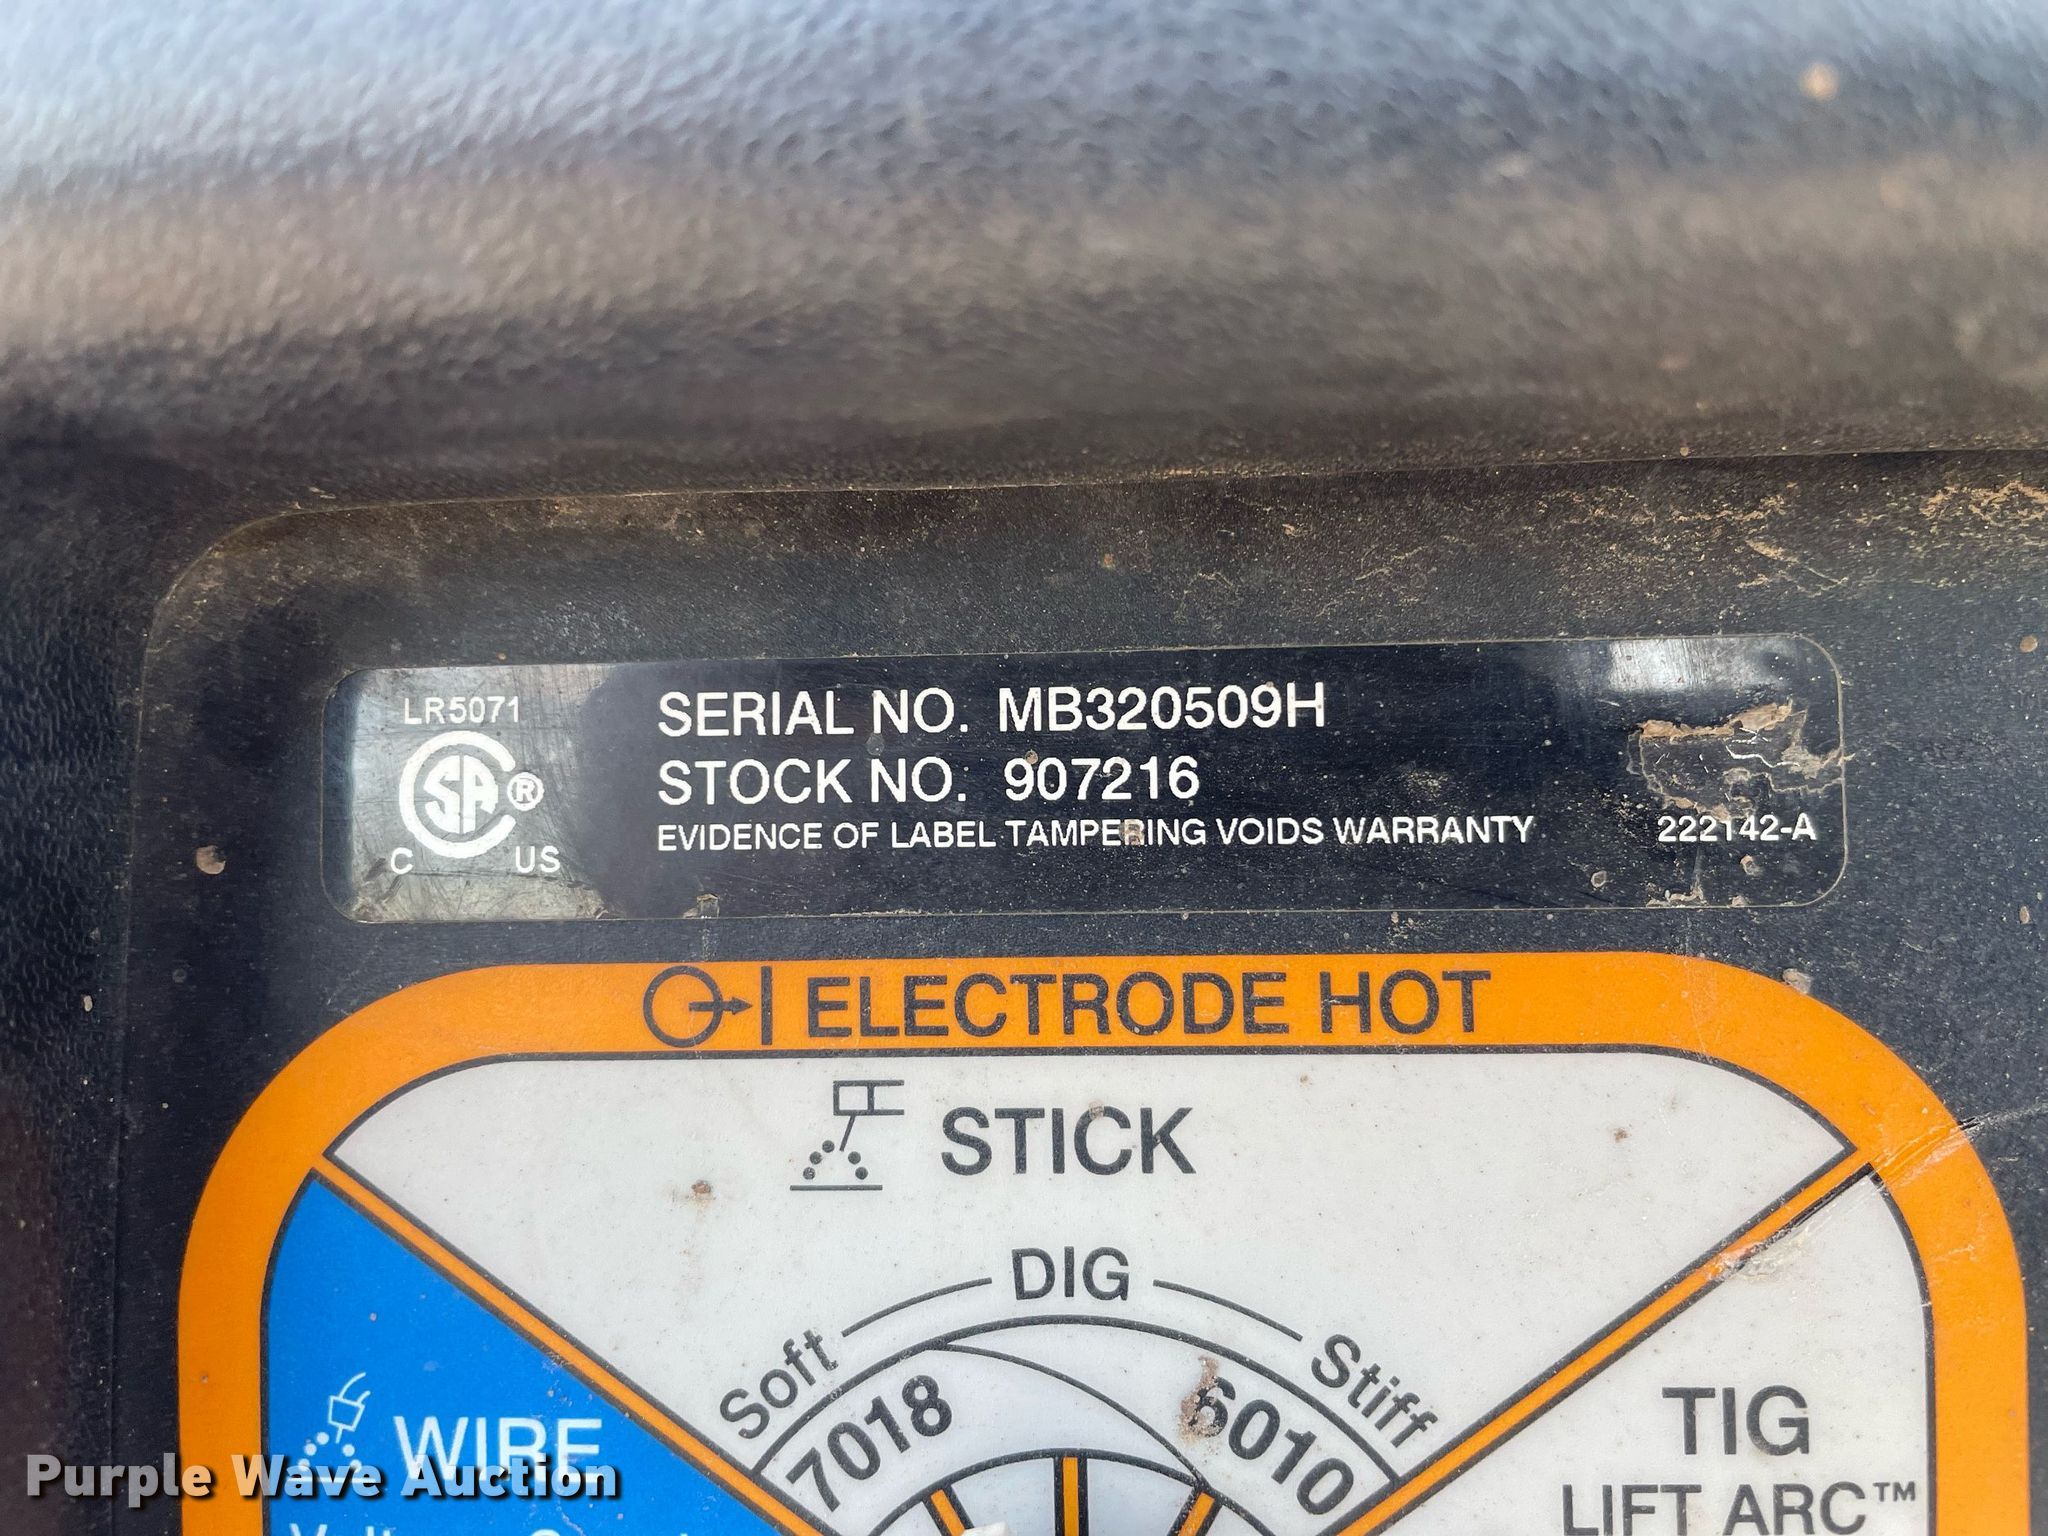 LR5071
CSA®
C US
SERIAL NO. MB320509H
STOCK NO. 907216
EVIDENCE OF LABEL TAMPERING VOIDS WARRANTY
222142-A
ELECTRODE HOT
STICK
DIG
Soft
Stiff
7018
6010
WIRE
TIG
LIFT ARC™
Purple Wave Auction